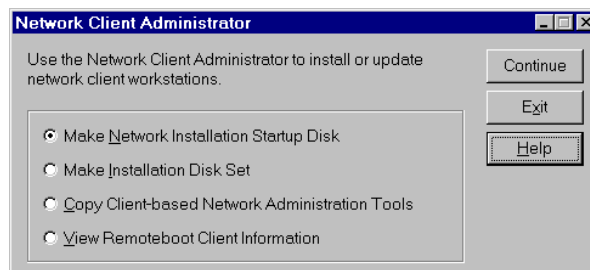 Network Client Administrator
Use the Network Client Administrator to install or update
network client workstations.
Continue
Exit
Help
Make Network Installation Startup Disk
Make Installation Disk Set
Copy Client-based Network Administration Tools
View Remoteboot Client Information